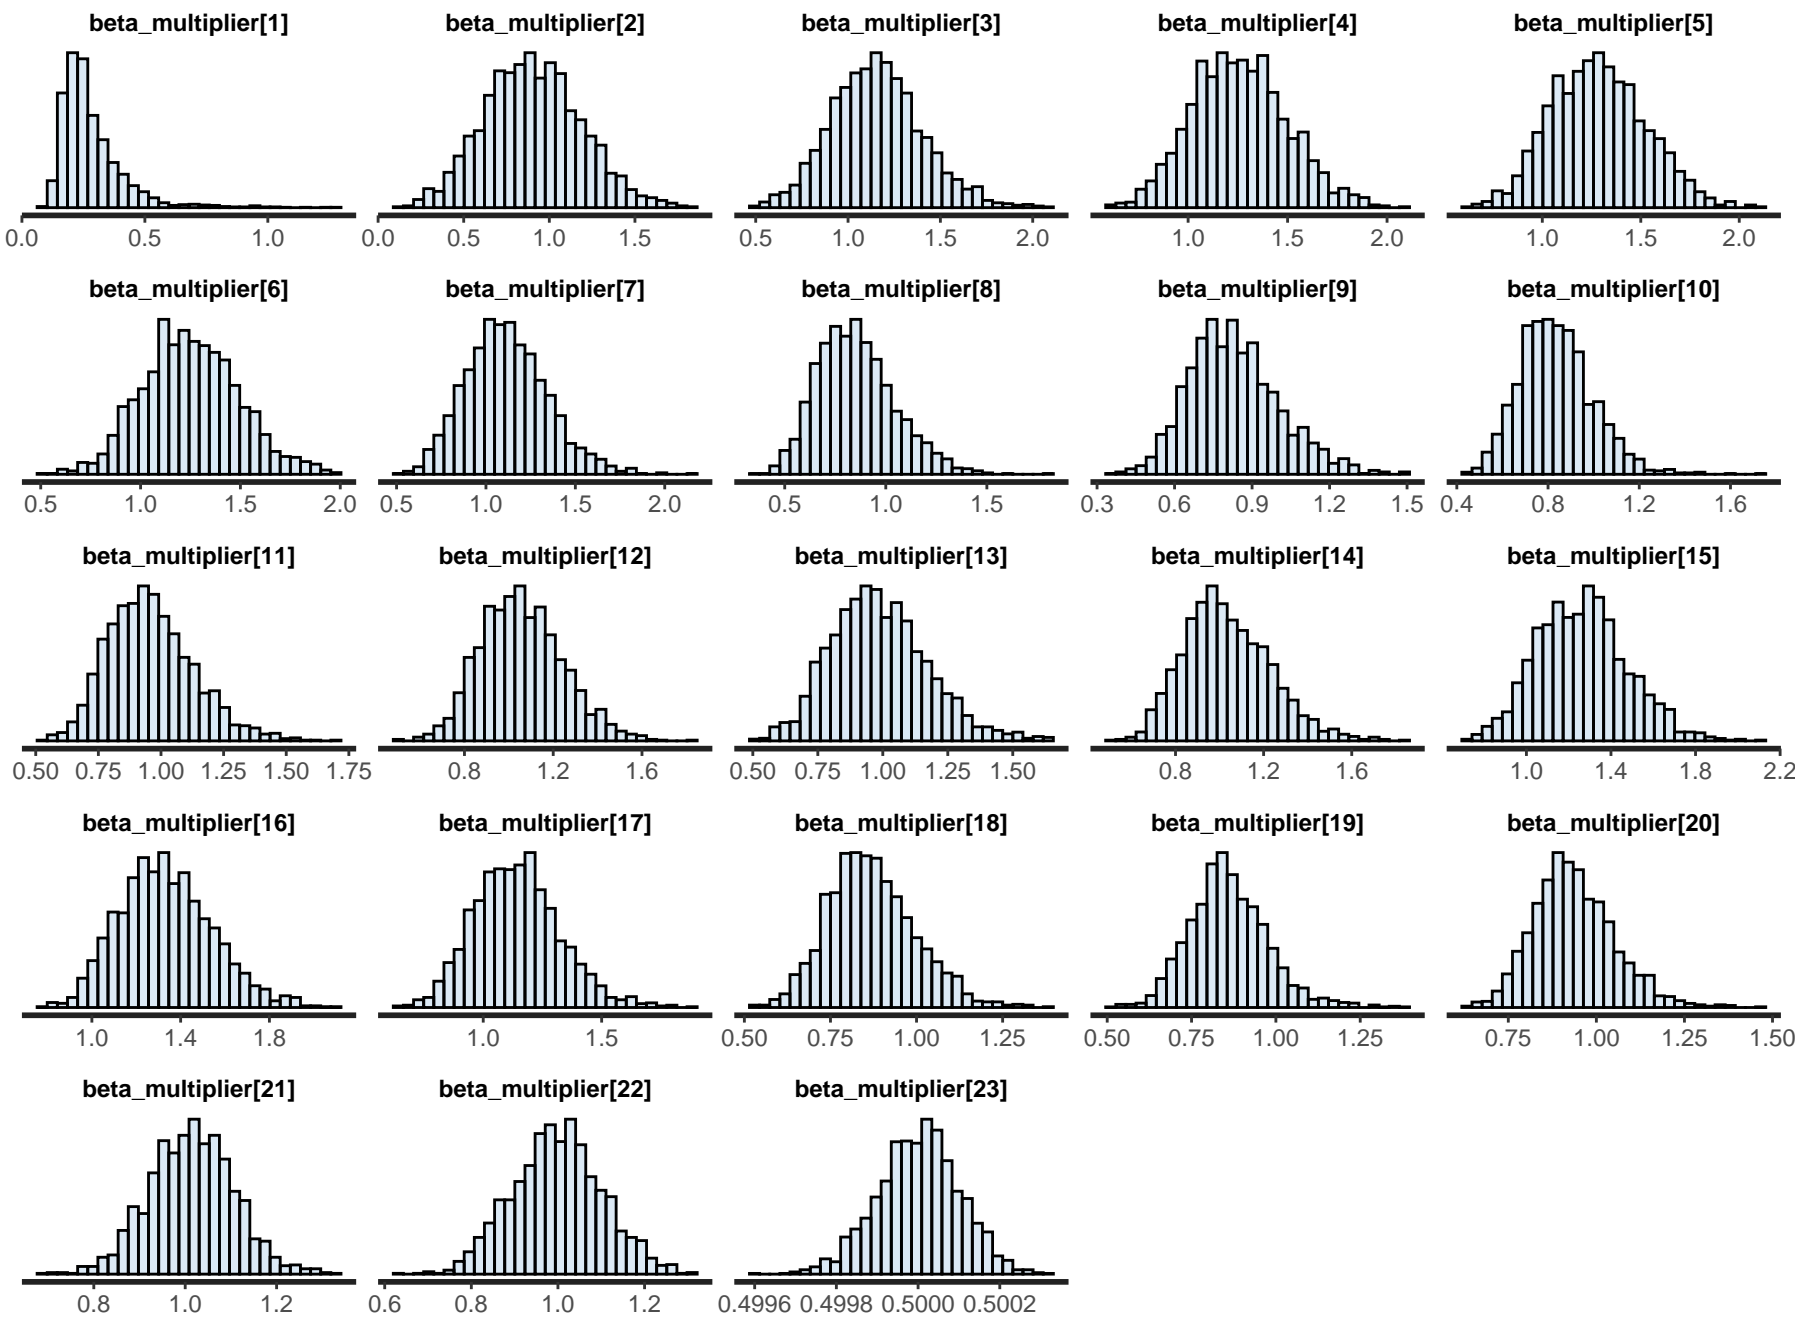 beta_multiplier[1] beta_multiplier[2] beta_multiplier[3] beta_multiplier[4] beta_multiplier[5]
0.0 0.5 1.0 0.0 0.5 1.0 1.5 0.5 1.0 1.5 2.0 1.0 1.5 2.0 1.0 1.5 2.0
beta_multiplier[6] beta_multiplier[7] beta_multiplier[8] beta_multiplier[9] beta_multiplier[10]
0.5 1.0 1.5 2.0 0.5 1.0 1.5 2.0 0.5 1.0 1.5 0.3 0.6 0.9 1.2 1.5 0.4 0.8 1.2 1.6
beta_multiplier[11] beta_multiplier[12] beta_multiplier[13] beta_multiplier[14] beta_multiplier[15]
0.50 0.75 1.00 1.25 1.50 1.75 0.8 1.2 1.6 0.50 0.75 1.00 1.25 1.50 0.8 1.2 1.6 1.0 1.4 1.8 2.2
beta_multiplier[16] beta_multiplier[17] beta_multiplier[18] beta_multiplier[19] beta_multiplier[20]
1.0 1.4 1.8 1.0 1.5 0.50 0.75 1.00 1.25 0.50 0.75 1.00 1.25 0.75 1.00 1.25 1.50
beta_multiplier[21] beta_multiplier[22] beta_multiplier[23]
0.8 1.0 1.2 0.6 0.8 1.0 1.2 0.4996 0.4998 0.5000 0.5002